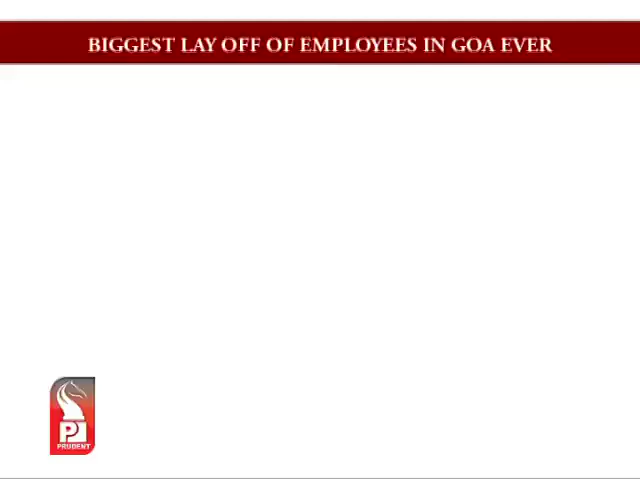 BIGGEST LAY OFF OF EMPLOYEES IN GOA EVER
P
PRUDENT